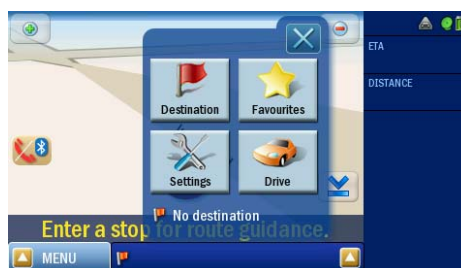 ETA
DISTANCE
Destination
Favourites
Settings
Drive
No destination
Enter a stop for route guidance.
MENU